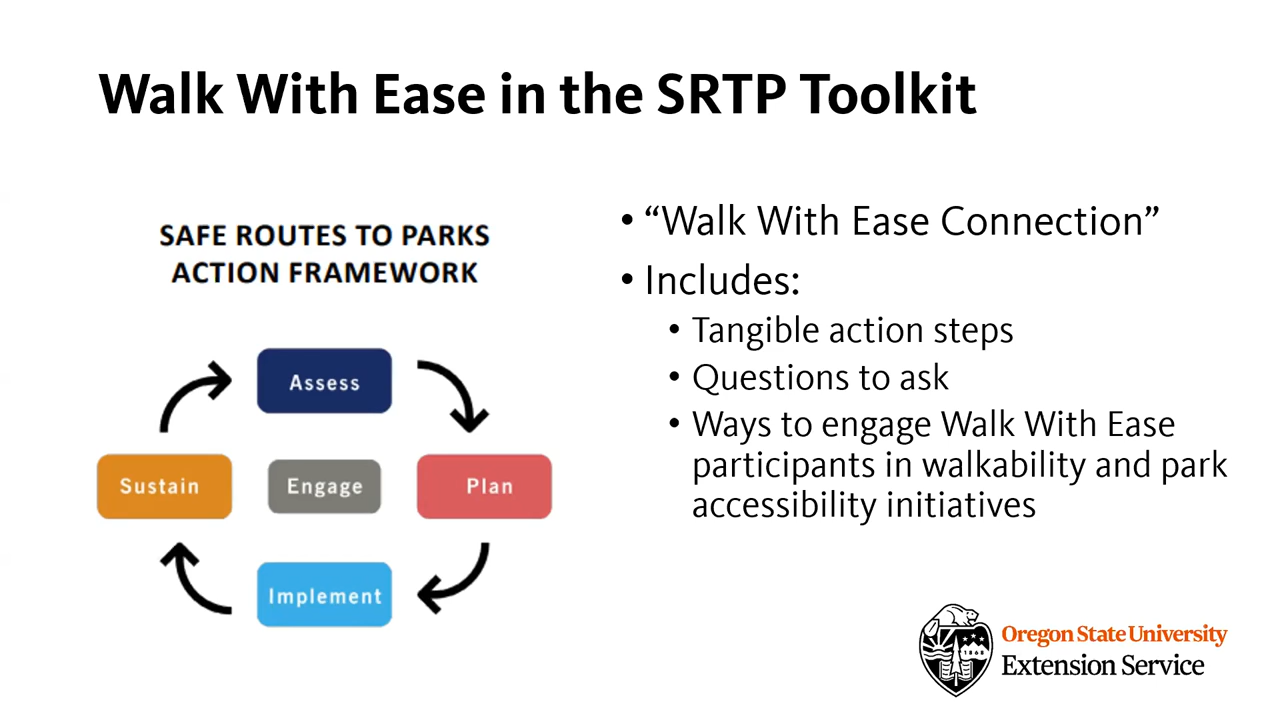 Walk With Ease in the SRTP Toolkit
SAFE ROUTES TO PARKS
ACTION FRAMEWORK
Assess
Sustain
Engage
Plan
Implement
• “Walk With Ease Connection”
• Includes:
• Tangible action steps
• Questions to ask
• Ways to engage Walk With Ease
participants in walkability and park
accessibility initiatives
1868
Oregon State University
Extension Service